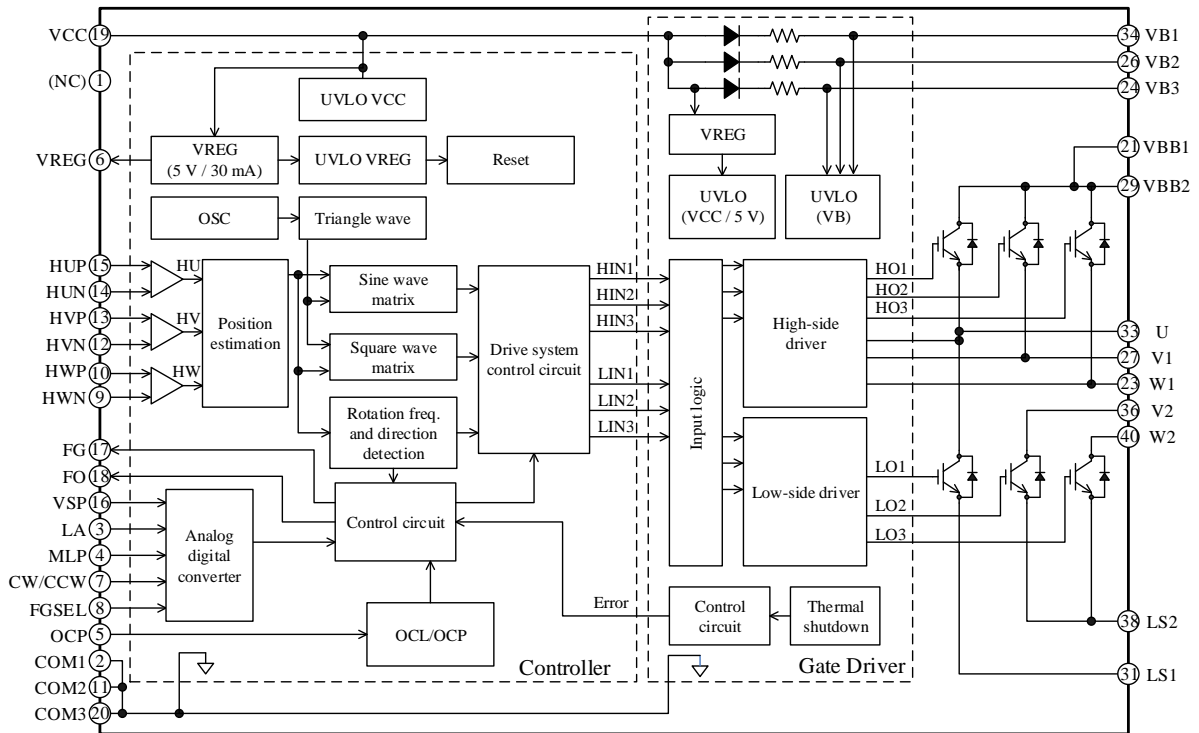 VCC 19
(NC) 1
VREG 6
HUP 15
HUN 14
HVP 13
HVN 12
HWP 10
HWN 9
FG 17
FO 18
VSP 16
LA 3
MLP 4
CW/CCW 7
FGSEL 8
OCP 5
COM1 2
COM2 11
COM3 20
UVLO VCC
VREG
(5 V / 30 mA)
UVLO VREG
Reset
OSC
Triangle wave
HU
HV
HW
Position
estimation
Sine wave
matrix
Square wave
matrix
Rotation freq.
and direction
detection
Drive system
control circuit
Analog
digital
converter
Control circuit
OCL/OCP
Controller
HIN1
HIN2
HIN3
LIN1
LIN2
LIN3
Error
VREG
UVLO
(VCC / 5 V)
UVLO
(VB)
Input logic
High-side
driver
Low-side driver
Control
circuit
Thermal
shutdown
Gate Driver
HO1
HO2
HO3
LO1
LO2
LO3
34 VB1
26 VB2
24 VB3
21 VBB1
29 VBB2
33 U
27 V1
23 W1
36 V2
40 W2
38 LS2
31 LS1